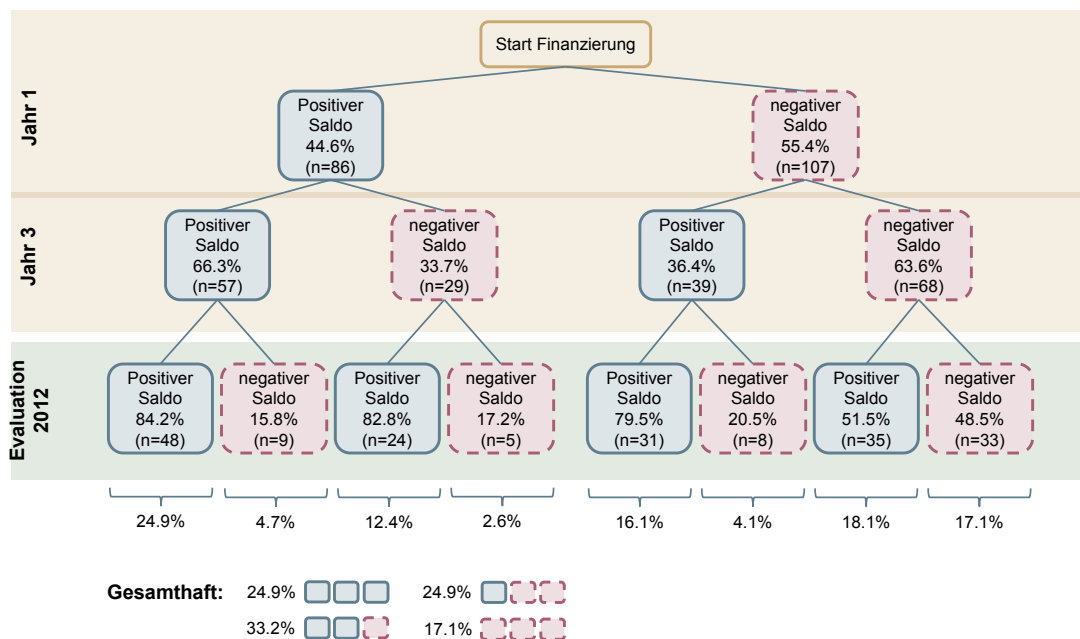 Start Finanzierung
Jahr 1
Positiver
Saldo
44.6%
(n=86)
negativer
Saldo
55.4%
(n=107)
Jahr 3
Positiver
Saldo
66.3%
(n=57)
negativer
Saldo
33.7%
(n=29)
Positiver
Saldo
36.4%
(n=39)
negativer
Saldo
63.6%
(n=68)
Evaluation
2012
Positiver
Saldo
84.2%
(n=48)
negativer
Saldo
15.8%
(n=9)
Positiver
Saldo
82.8%
(n=24)
negativer
Saldo
17.2%
(n=5)
Positiver
Saldo
79.5%
(n=31)
negativer
Saldo
20.5%
(n=8)
Positiver
Saldo
51.5%
(n=35)
negativer
Saldo
48.5%
(n=33)
24.9% 4.7% 12.4% 2.6% 16.1% 4.1% 18.1% 17.1%
Gesamthaft: 24.9% 24.9%
33.2% 17.1%